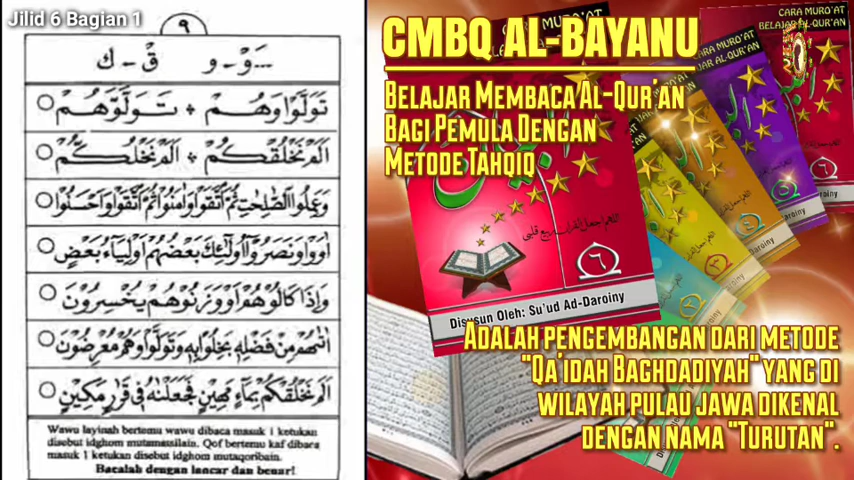 Jilid 6 Bagian 1
٩
ــَـوْ - و    قْ - ك
تَوَلَّوْا وَهُمْ + تَوَلَّوَّهُمْ
اَلَمْ نَخْلُقْكُمْ + اَلَمْ نَخْلُكُّمْ
وَعَمِلُوا الصّٰلِحٰتِ ثُمَّ اتَّقَوْا وَاٰمَنُوْا ثُمَّ اتَّقَوْا وَاَحْسَنُوْا
اٰوَوْا وَنَصَرُوْٓا اُولٰٓئِكَ بَعْضُهُمْ اَوْلِيَاۤءُ بَعْضٍ
وَاِذَا كَالُوْهُمْ اَوْ وَزَنُوْهُمْ يُخْسِرُوْنَ
اٰتٰىهُمْ مِنْ فَضْلِهٖ بَخِلُوْا بِهٖ وَتَوَلَّوْا وَهُمْ مُعْرِضُوْنَ
اَلَمْ نَخْلُقْكُمْ مِنْ مَاۤءٍ مَهِيْنٍ فَجَعَلْنٰهُ فِيْ قَرَارٍ مَكِيْنٍ
Wawu layinah bertemu wawu dibaca masuk 1 ketukan
disebut idghom mutamassilain. Qof bertemu kaf dibaca
masuk 1 ketukan disebut idghom mutaqoribain.
Bacalah dengan lancar dan benar!
CMBQ AL-BAYANU
BELAJAR MEMBACA AL-QUR'AN
BAGI PEMULA DENGAN
METODE TAHQIQ
CARA MURO'AT
BELAJAR AL-QUR'AN
٦
Disusun Oleh: Su'ud Ad-Daroiny
ADALAH PENGEMBANGAN DARI METODE
"QA'IDAH BAGHDADIYAH" YANG DI
WILAYAH PULAU JAWA DIKENAL
DENGAN NAMA "TURUTAN".